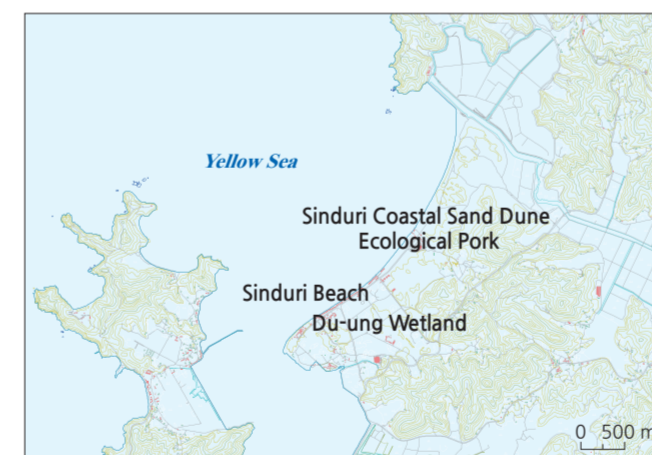 Yellow Sea
Sinduri Coastal Sand Dune
Ecological Pork
Sinduri Beach
Du-ung Wetland
0 500 m